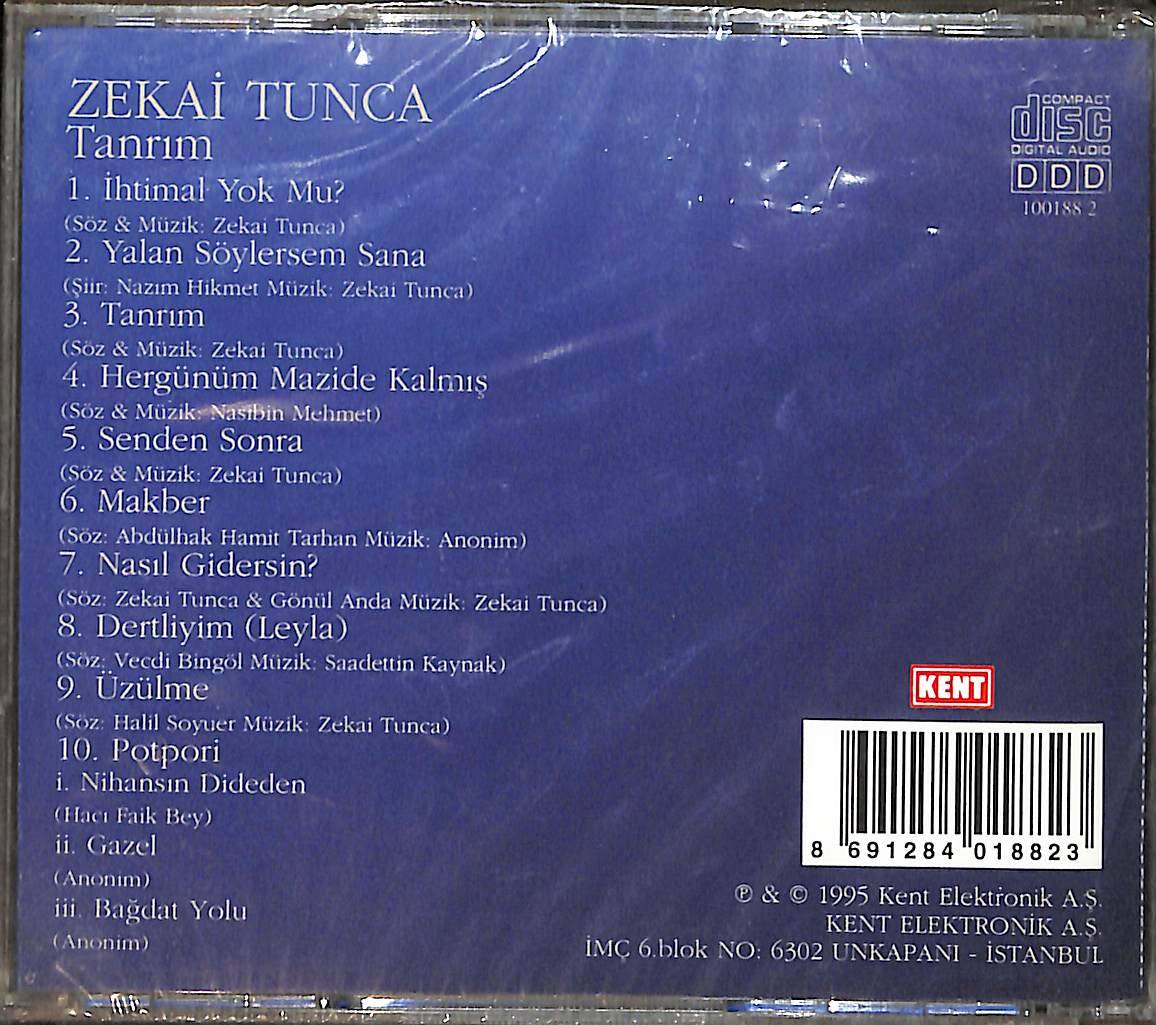 ZEKAİ TUNCA
Tanrım
1. İhtimal Yok Mu?
(Söz & Müzik: Zekai Tunca)
2. Yalan Söylersem Sana
(Şiir: Nazım Hikmet Müzik: Zekai Tunca)
3. Tanrım
(Söz & Müzik: Zekai Tunca)
4. Hergünüm Mazide Kalmış
(Söz & Müzik: Nasibin Mehmet)
5. Senden Sonra
(Söz & Müzik: Zekai Tunca)
6. Makber
(Söz: Abdülhak Hamit Tarhan Müzik: Anonim)
7. Nasıl Gidersin?
(Söz: Zekai Tunca & Gönül Anda Müzik: Zekai Tunca)
8. Dertliyim (Leyla)
(Söz: Vecdi Bingöl Müzik: Saadettin Kaynak)
9. Üzülme
(Söz: Halil Soyuer Müzik: Zekai Tunca)
10. Potpori
i. Nihansın Dideden
(Hacı Faik Bey)
ii. Gazel
(Anonim)
iii. Bağdat Yolu
(Anonim)
COMPACT
disc
DIGITAL AUDIO
DDD
100188 2
KENT
8 691284 018823
℗ & © 1995 Kent Elektronik A.Ş.
KENT ELEKTRONİK A.Ş.
İMÇ 6.blok NO: 6302 UNKAPANI - İSTANBUL